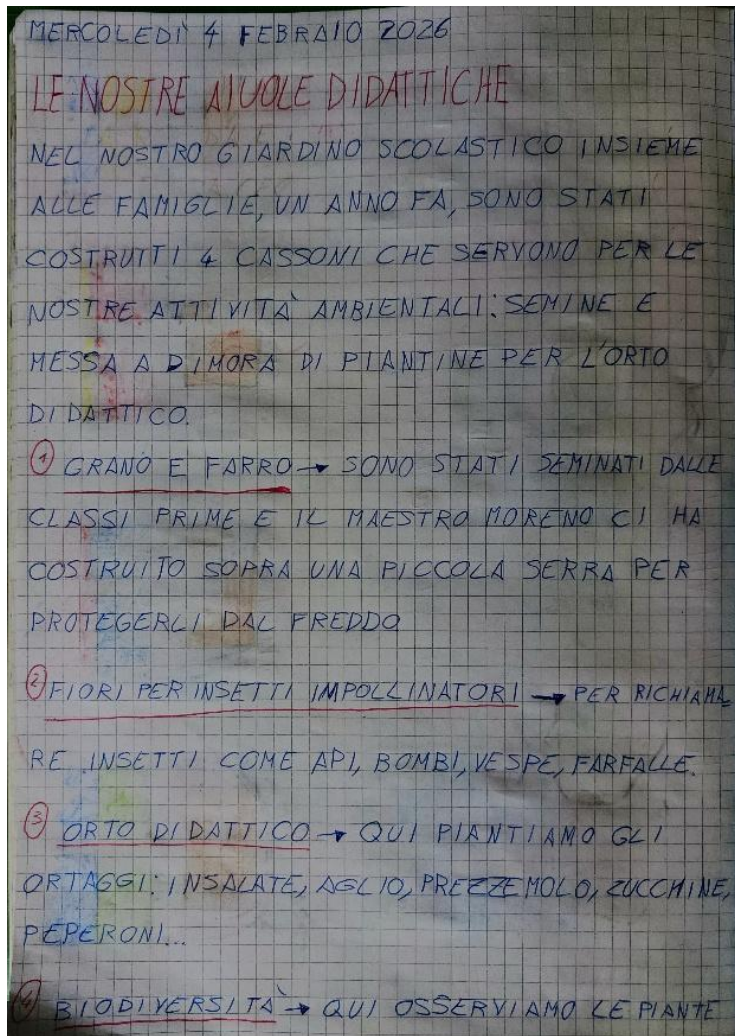 MERCOLEDÌ 4 FEBBRAIO 2026
LE NOSTRE AIUOLE DIDATTICHE
NEL NOSTRO GIARDINO SCOLASTICO INSIEME
ALLE FAMIGLIE, UN ANNO FA, SONO STATI
COSTRUITI 4 CASSONI CHE SERVONO PER LE
NOSTRE ATTIVITÀ AMBIENTALI: SEMINE E
MESSA A DIMORA DI PIANTINE PER L'ORTO
DIDATTICO.
① GRANO E FARRO → SONO STATI SEMINATI DALLE
CLASSI PRIME E IL MAESTRO MORENO CI HA
COSTRUITO SOPRA UNA PICCOLA SERRA PER
PROTEGERLI DAL FREDDO
② FIORI PER INSETTI IMPOLLINATORI → PER RICHIAMA=
RE INSETTI COME API, BOMBI, VESPE, FARFALLE.
③ ORTO DIDATTICO → QUI PIANTIAMO GLI
ORTAGGI: INSALATE, AGLIO, PREZZEMOLO, ZUCCHINE,
PEPERONI...
④ BIODIVERSITÀ → QUI OSSERVIAMO LE PIANTE